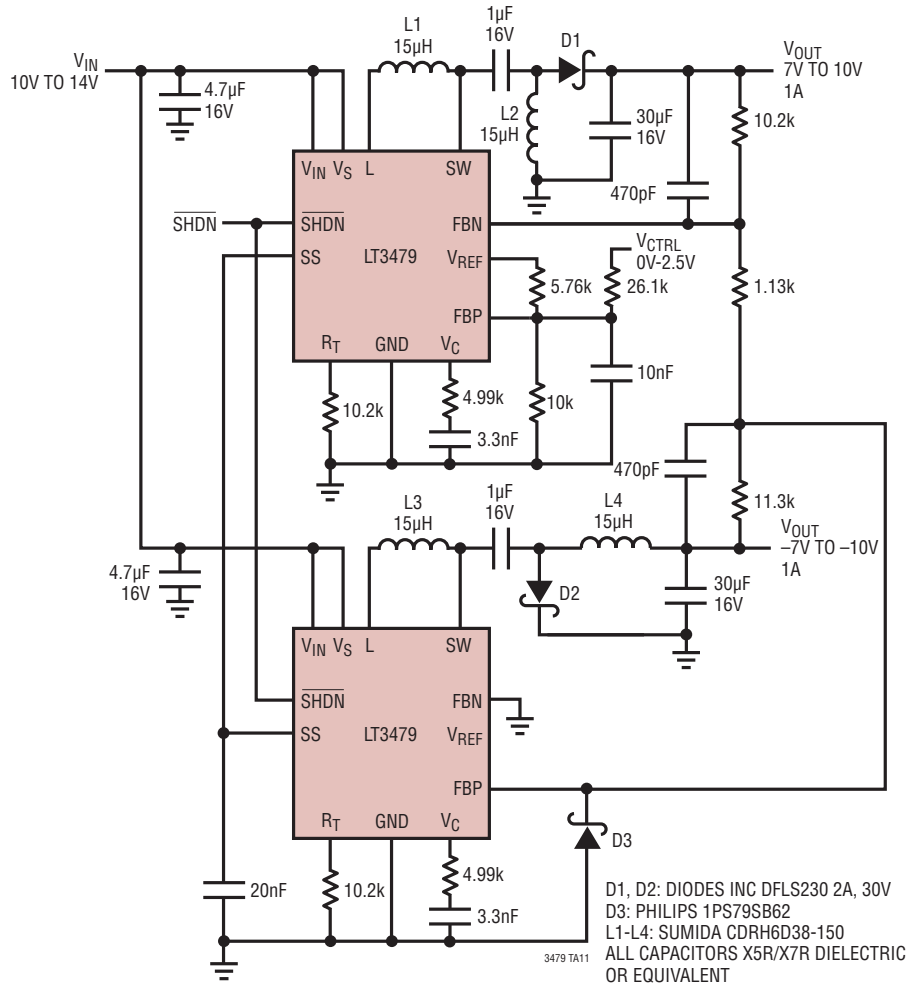 L1
15µH
1µF
16V
D1
VIN
10V TO 14V
VOUT
7V TO 10V
1A
4.7µF
16V
L2
15µH
30µF
16V
10.2k
470pF
VIN
VS
L
SW
SHDN
SHDN
FBN
SS
LT3479
VREF
VCTRL
0V-2.5V
5.76k
26.1k
1.13k
FBP
RT
GND
VC
10.2k
4.99k
3.3nF
10k
10nF
470pF
11.3k
L3
15µH
1µF
16V
L4
15µH
VOUT
–7V TO –10V
1A
4.7µF
16V
D2
30µF
16V
VIN
VS
L
SW
SHDN
FBN
SS
LT3479
VREF
FBP
RT
GND
VC
D3
20nF
10.2k
4.99k
3.3nF
D1, D2: DIODES INC DFLS230 2A, 30V
D3: PHILIPS 1PS79SB62
L1-L4: SUMIDA CDRH6D38-150
ALL CAPACITORS X5R/X7R DIELECTRIC
OR EQUIVALENT
3479 TA11